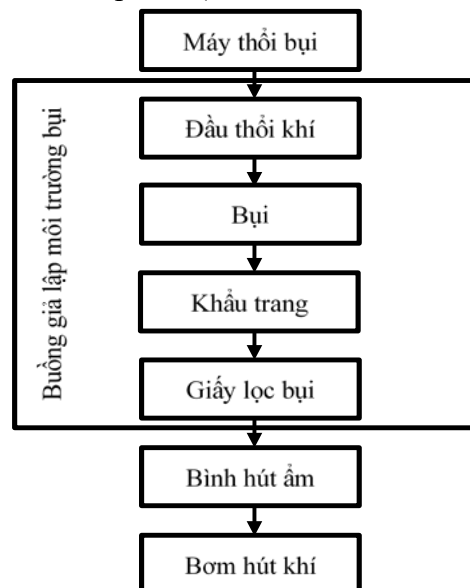 Máy thổi bụi
Buồng giả lập môi trường bụi
Đầu thổi khí
Bụi
Khẩu trang
Giấy lọc bụi
Bình hút ẩm
Bơm hút khí